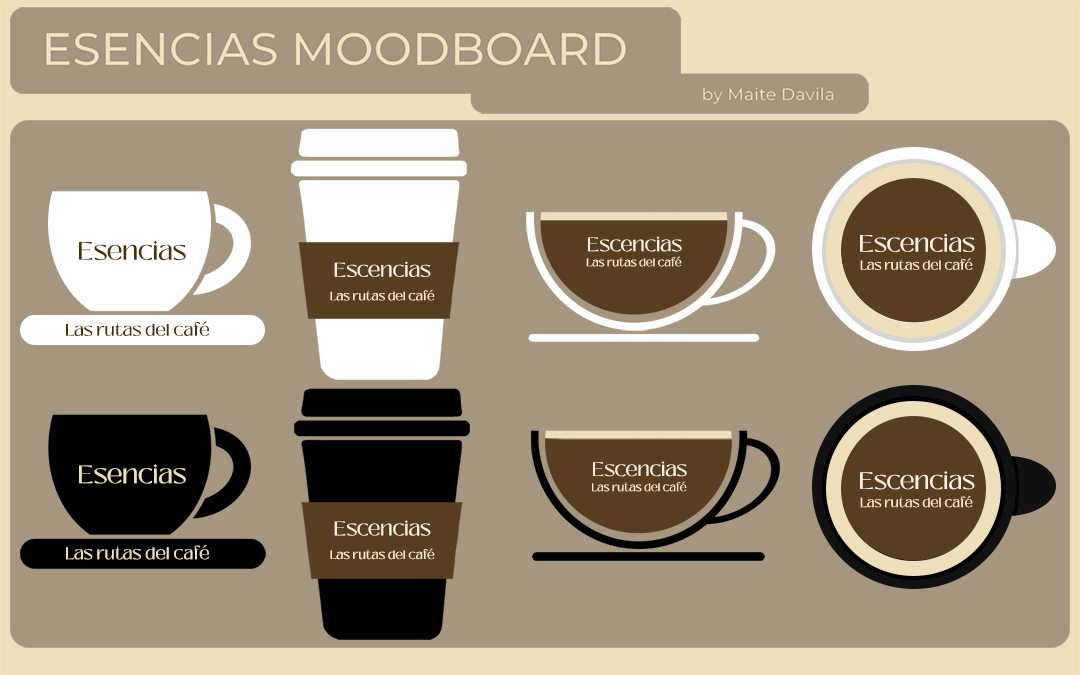 ESENCIAS MOODBOARD
by Maite Davila
Esencias
Las rutas del café
Escencias
Las rutas del café
Escencias
Las rutas del café
Escencias
Las rutas del café
Esencias
Las rutas del café
Escencias
Las rutas del café
Escencias
Las rutas del café
Escencias
Las rutas del café